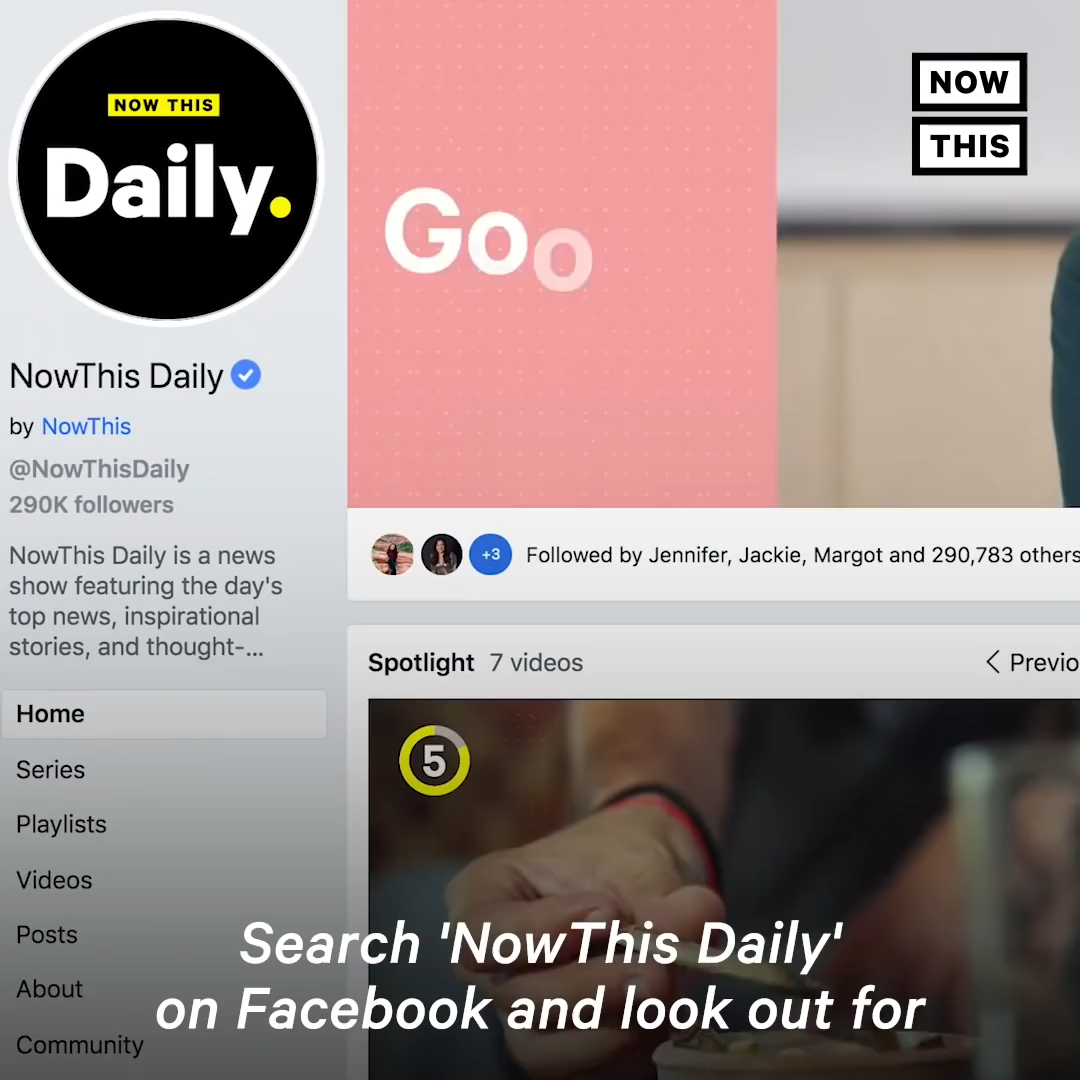 NOW THIS
Daily.
NOW
THIS
Goo
NowThis Daily
by NowThis
@NowThisDaily
290K followers
NowThis Daily is a news
show featuring the day's
top news, inspirational
stories, and thought-...
+3 Followed by Jennifer, Jackie, Margot and 290,783 others
Spotlight 7 videos
< Previo
5
Home
Series
Playlists
Videos
Posts
About
Community
Search 'NowThis Daily'
on Facebook and look out for